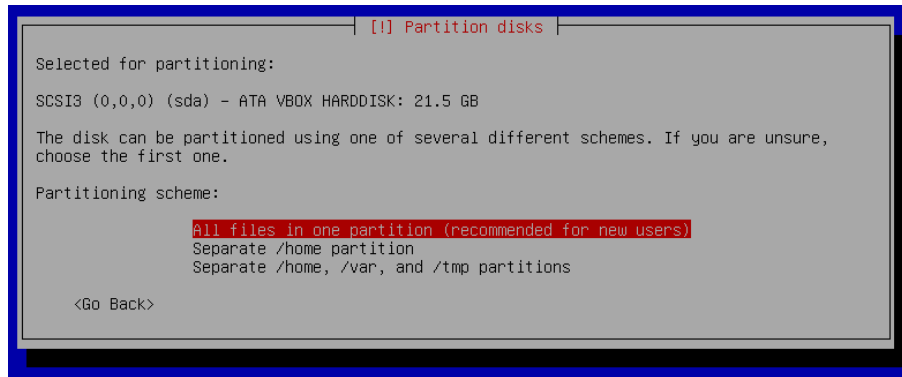 [!] Partition disks
Selected for partitioning:
SCSI3 (0,0,0) (sda) - ATA VBOX HARDDISK: 21.5 GB
The disk can be partitioned using one of several different schemes. If you are unsure,
choose the first one.
Partitioning scheme:
All files in one partition (recommended for new users)
Separate /home partition
Separate /home, /var, and /tmp partitions
<Go Back>